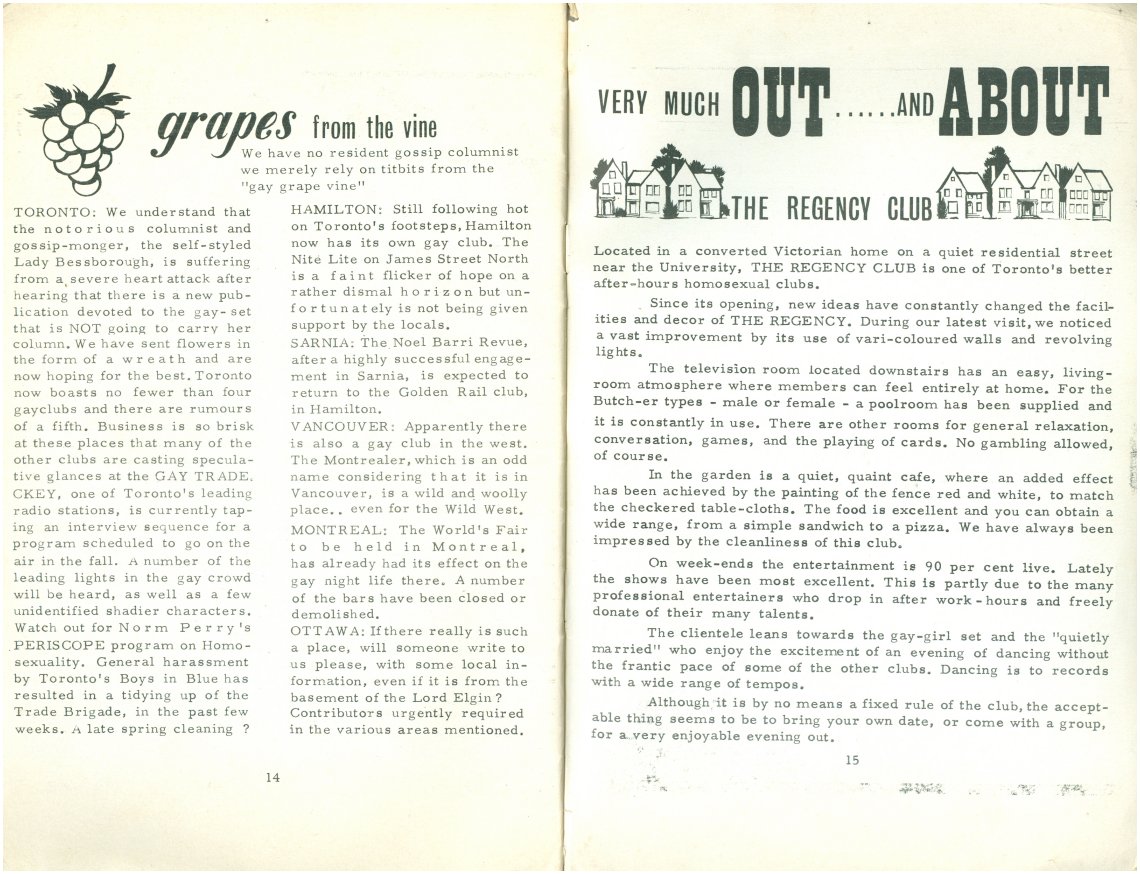 grapes from the vine
We have no resident gossip columnist
we merely rely on titbits from the
"gay grape vine"
TORONTO: We understand that
the notorious columnist and
gossip-monger, the self-styled
Lady Bessborough, is suffering
from a severe heart attack after
hearing that there is a new pub-
lication devoted to the gay-set
that is NOT going to carry her
column. We have sent flowers in
the form of a wreath and are
now hoping for the best. Toronto
now boasts no fewer than four
gayclubs and there are rumours
of a fifth. Business is so brisk
at these places that many of the
other clubs are casting specula-
tive glances at the GAY TRADE.
CKEY, one of Toronto's leading
radio stations, is currently tap-
ing an interview sequence for a
program scheduled to go on the
air in the fall. A number of the
leading lights in the gay crowd
will be heard, as well as a few
unidentified shadier characters.
Watch out for Norm Perry's
PERISCOPE program on Homo-
sexuality. General harassment
by Toronto's Boys in Blue has
resulted in a tidying up of the
Trade Brigade, in the past few
weeks. A late spring cleaning ?
HAMILTON: Still following hot
on Toronto's footsteps, Hamilton
now has its own gay club. The
Nite Lite on James Street North
is a faint flicker of hope on a
rather dismal horizon but un-
fortunately is not being given
support by the locals.
SARNIA: The Noel Barri Revue,
after a highly successful engage-
ment in Sarnia, is expected to
return to the Golden Rail club,
in Hamilton.
VANCOUVER: Apparently there
is also a gay club in the west.
The Montrealer, which is an odd
name considering that it is in
Vancouver, is a wild and woolly
place.. even for the Wild West.
MONTREAL: The World's Fair
to be held in Montreal,
has already had its effect on the
gay night life there. A number
of the bars have been closed or
demolished.
OTTAWA: If there really is such
a place, will someone write to
us please, with some local in-
formation, even if it is from the
basement of the Lord Elgin ?
Contributors urgently required
in the various areas mentioned.
14
VERY MUCH OUT ......AND ABOUT
THE REGENCY CLUB
Located in a converted Victorian home on a quiet residential street
near the University, THE REGENCY CLUB is one of Toronto's better
after-hours homosexual clubs.
Since its opening, new ideas have constantly changed the facil-
ities and decor of THE REGENCY. During our latest visit, we noticed
a vast improvement by its use of vari-coloured walls and revolving
lights.
The television room located downstairs has an easy, living-
room atmosphere where members can feel entirely at home. For the
Butch-er types - male or female - a poolroom has been supplied and
it is constantly in use. There are other rooms for general relaxation,
conversation, games, and the playing of cards. No gambling allowed,
of course.
In the garden is a quiet, quaint cafe, where an added effect
has been achieved by the painting of the fence red and white, to match
the checkered table-cloths. The food is excellent and you can obtain a
wide range, from a simple sandwich to a pizza. We have always been
impressed by the cleanliness of this club.
On week-ends the entertainment is 90 per cent live. Lately
the shows have been most excellent. This is partly due to the many
professional entertainers who drop in after work-hours and freely
donate of their many talents.
The clientele leans towards the gay-girl set and the "quietly
married" who enjoy the excitement of an evening of dancing without
the frantic pace of some of the other clubs. Dancing is to records
with a wide range of tempos.
Although it is by no means a fixed rule of the club, the accept-
able thing seems to be to bring your own date, or come with a group,
for a very enjoyable evening out.
15